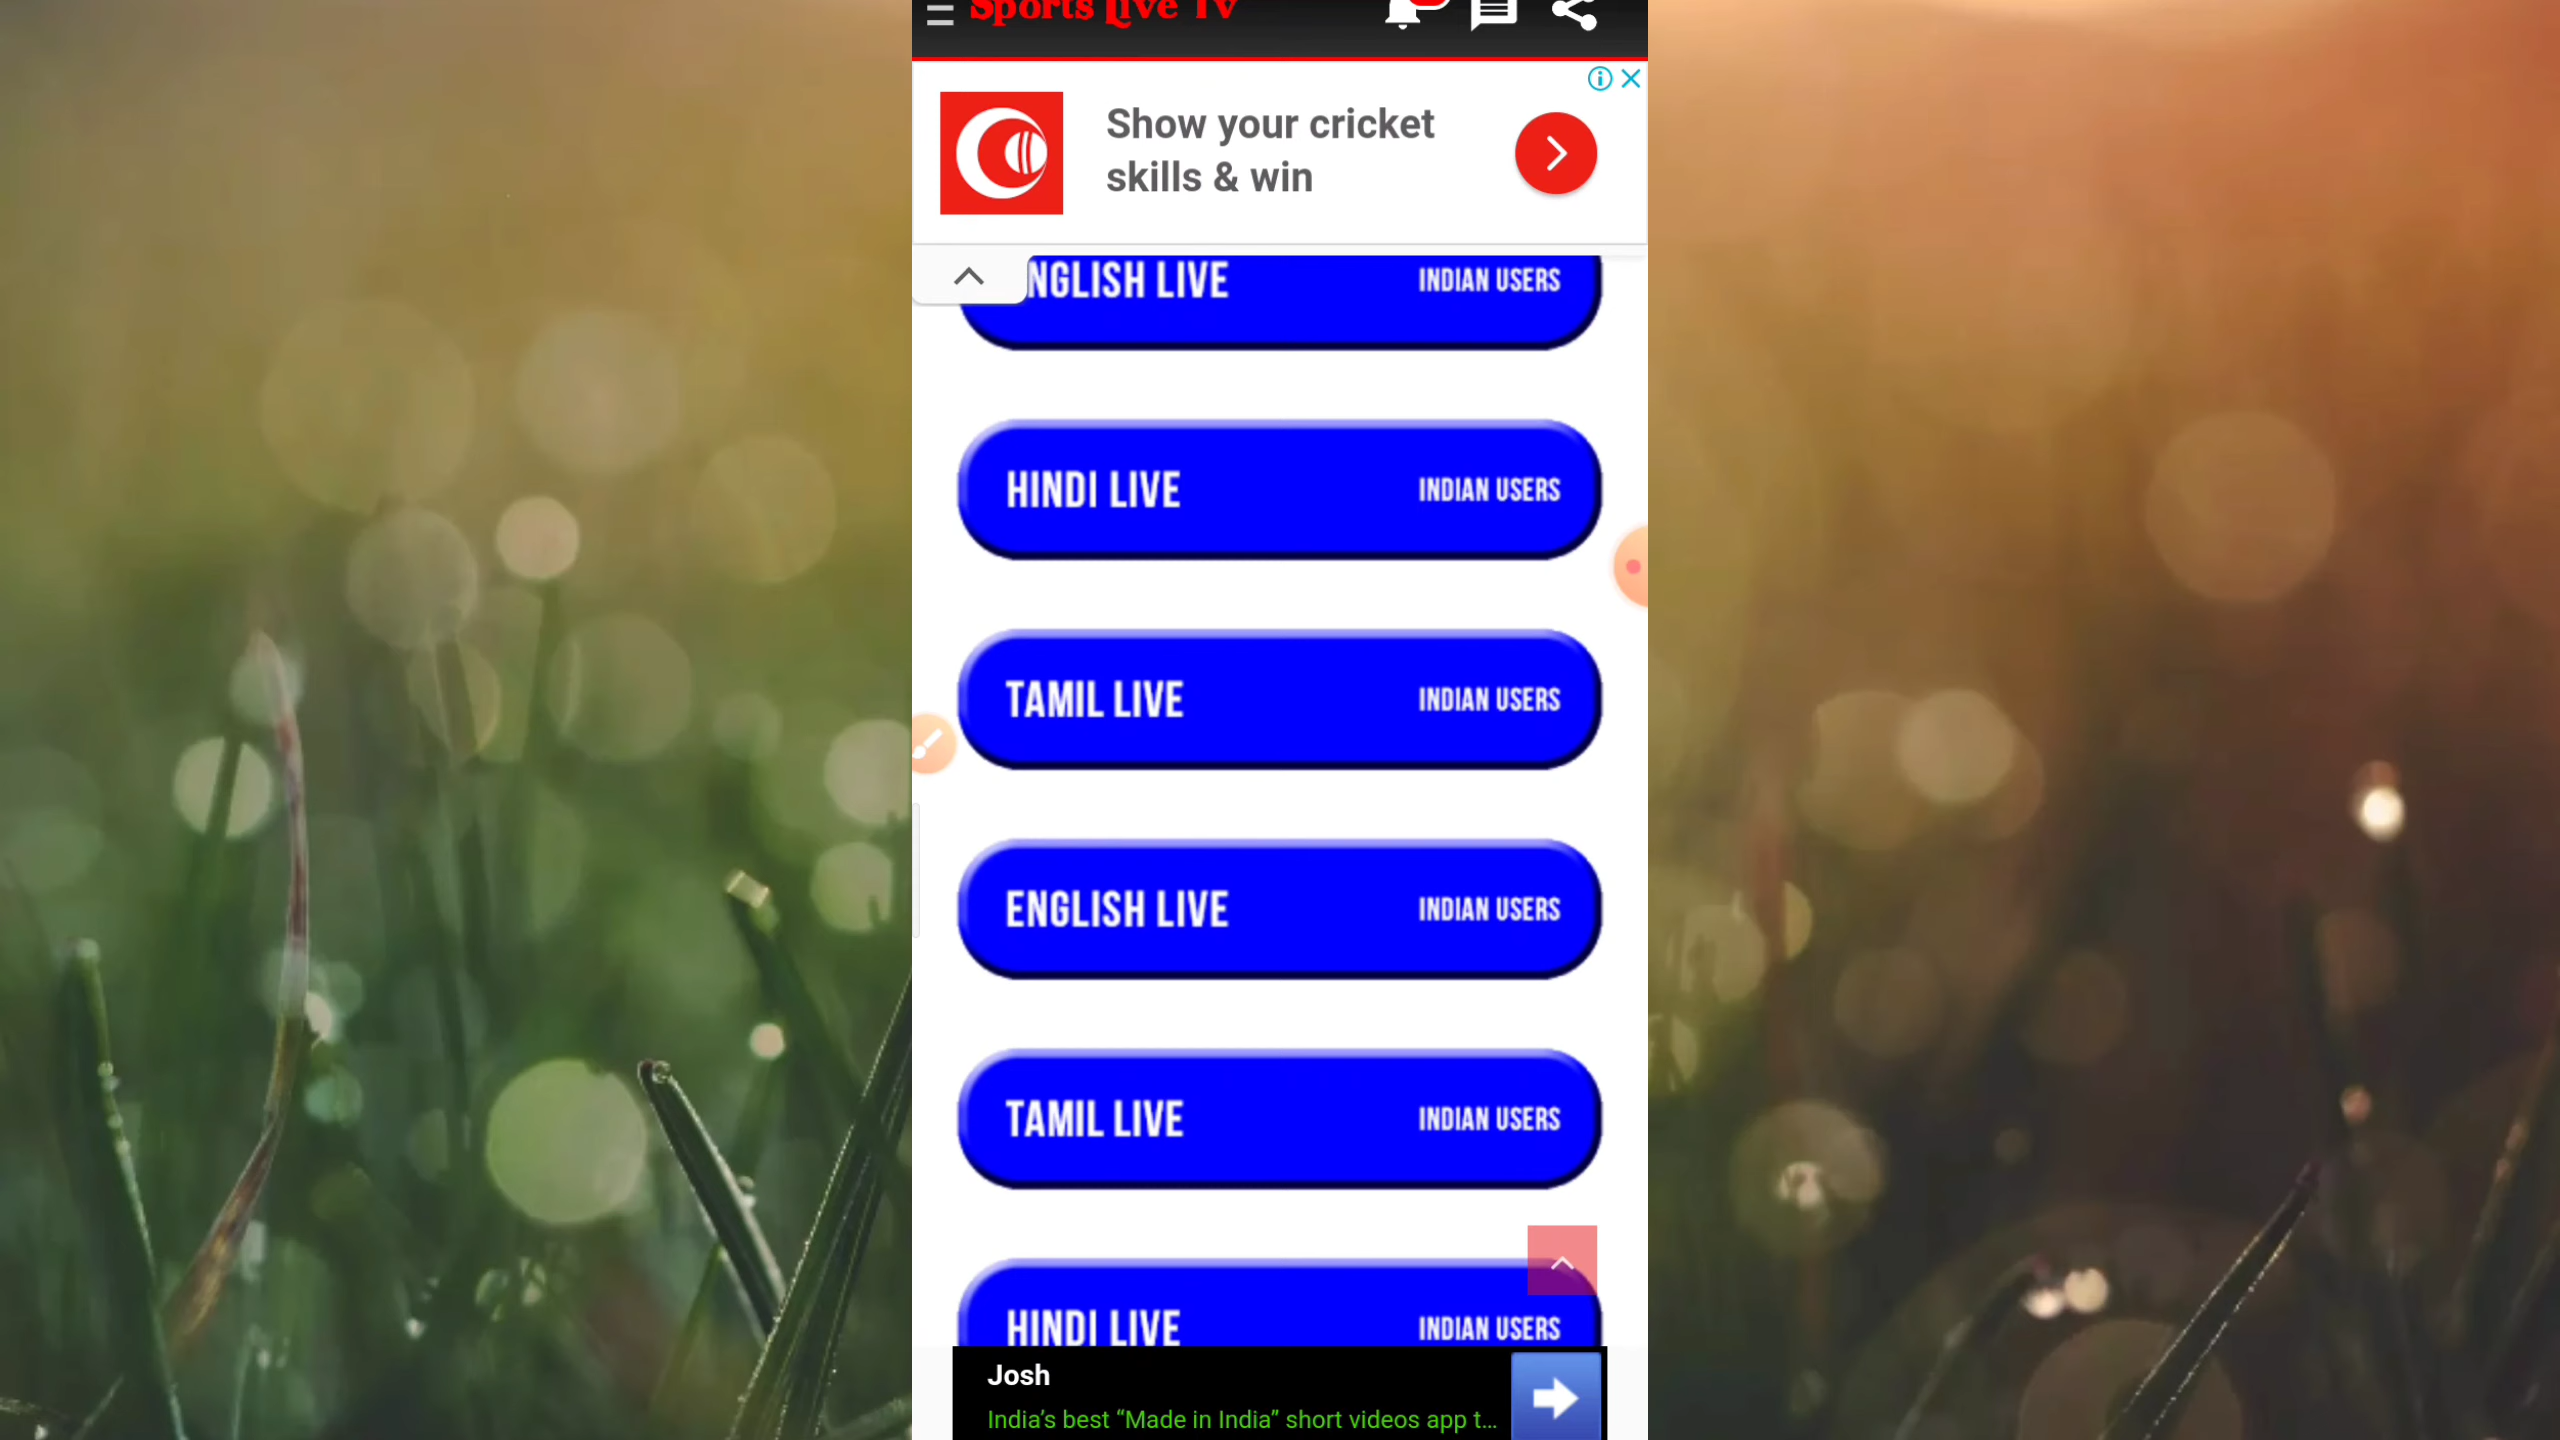 Sports Live Tv
Show your cricket
skills & win
NGLISH LIVE INDIAN USERS
HINDI LIVE INDIAN USERS
TAMIL LIVE INDIAN USERS
ENGLISH LIVE INDIAN USERS
TAMIL LIVE INDIAN USERS
HINDI LIVE INDIAN USERS
Josh
India’s best “Made in India” short videos app t...